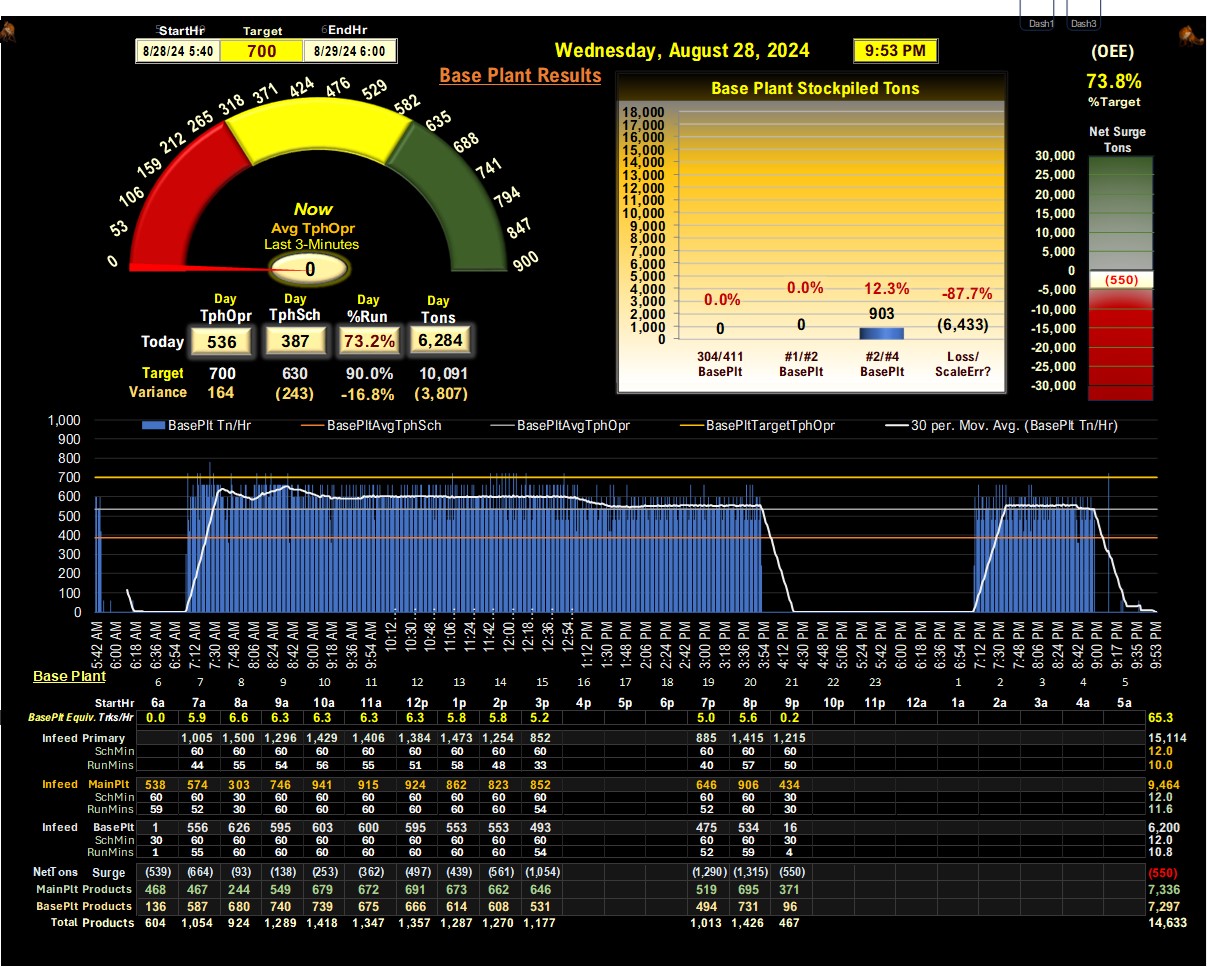 Dash1 Dash3
StartHr Target EndHr
8/28/24 5:40 700 8/29/24 6:00
Wednesday, August 28, 2024 9:53 PM
(OEE)
73.8%
%Target
Base Plant Results
0 53 106 159 212 265 318 371 424 476 529 582 635 688 741 794 847 900
Now
Avg TphOpr
Last 3-Minutes
0
Day Day Day Day
TphOpr TphSch %Run Tons
Today 536 387 73.2% 6,284
Target 700 630 90.0% 10,091
Variance 164 (243) -16.8% (3,807)
Base Plant Stockpiled Tons
18,000
17,000
16,000
15,000
14,000
13,000
12,000
11,000
10,000
9,000
8,000
7,000
6,000
5,000
4,000
3,000
2,000
1,000
0
0.0% 0.0% 12.3% -87.7%
0 0 903 (6,433)
304/411 #1/#2 #2/#4 Loss/
BasePlt BasePlt BasePlt ScaleErr?
Net Surge
Tons
30,000
25,000
20,000
15,000
10,000
5,000
0
(550)
-5,000
-10,000
-15,000
-20,000
-25,000
-30,000
BasePlt Tn/Hr BasePltAvgTphSch BasePltAvgTphOpr BasePltTargetTphOpr 30 per. Mov. Avg. (BasePlt Tn/Hr)
1,000
900
800
700
600
500
400
300
200
100
0
5:42 AM 6:00 AM 6:18 AM 6:36 AM 6:54 AM 7:12 AM 7:30 AM 7:48 AM 8:06 AM 8:24 AM 8:42 AM 9:00 AM 9:18 AM 9:36 AM 9:54 AM 10:12... 10:30... 10:48... 11:06... 11:24... 11:42... 12:00... 12:18... 12:36... 12:54... 1:12 PM 1:30 PM 1:48 PM 2:06 PM 2:24 PM 2:42 PM 3:00 PM 3:18 PM 3:36 PM 3:54 PM 4:12 PM 4:30 PM 4:48 PM 5:06 PM 5:24 PM 5:42 PM 6:00 PM 6:18 PM 6:36 PM 6:54 PM 7:12 PM 7:30 PM 7:48 PM 8:06 PM 8:24 PM 8:42 PM 9:00 PM 9:17 PM 9:35 PM 9:53 PM
Base Plant
6 7 8 9 10 11 12 13 14 15 16 17 18 19 20 21 22 23 1 2 3 4 5
StartHr 6a 7a 8a 9a 10a 11a 12p 1p 2p 3p 4p 5p 6p 7p 8p 9p 10p 11p 12a 1a 2a 3a 4a 5a
BasePlt Equiv. Trks/Hr 0.0 5.9 6.6 6.3 6.3 6.3 6.3 5.8 5.8 5.2 5.0 5.6 0.2 65.3
Infeed Primary 1,005 1,500 1,296 1,429 1,406 1,384 1,473 1,254 852 885 1,415 1,215 15,114
SchMin 60 60 60 60 60 60 60 60 60 60 60 60 12.0
RunMins 44 55 54 56 55 51 58 48 33 40 57 50 10.0
Infeed MainPlt 538 574 303 746 941 915 924 862 823 852 646 906 434 9,464
SchMin 60 60 30 60 60 60 60 60 60 60 60 60 30 12.0
RunMins 59 52 30 60 60 60 60 60 60 54 52 60 30 11.6
Infeed BasePlt 1 556 626 595 603 600 595 553 553 493 475 534 16 6,200
SchMin 30 60 60 60 60 60 60 60 60 60 60 60 30 12.0
RunMins 1 55 60 60 60 60 60 60 60 54 52 59 4 10.8
NetTons Surge (539) (664) (93) (138) (253) (362) (497) (439) (561) (1,054) (1,290) (1,315) (550) (550)
MainPlt Products 468 467 244 549 679 672 691 673 662 646 519 695 371 7,336
BasePlt Products 136 587 680 740 739 675 666 614 608 531 494 731 96 7,297
Total Products 604 1,054 924 1,289 1,418 1,347 1,357 1,287 1,270 1,177 1,013 1,426 467 14,633